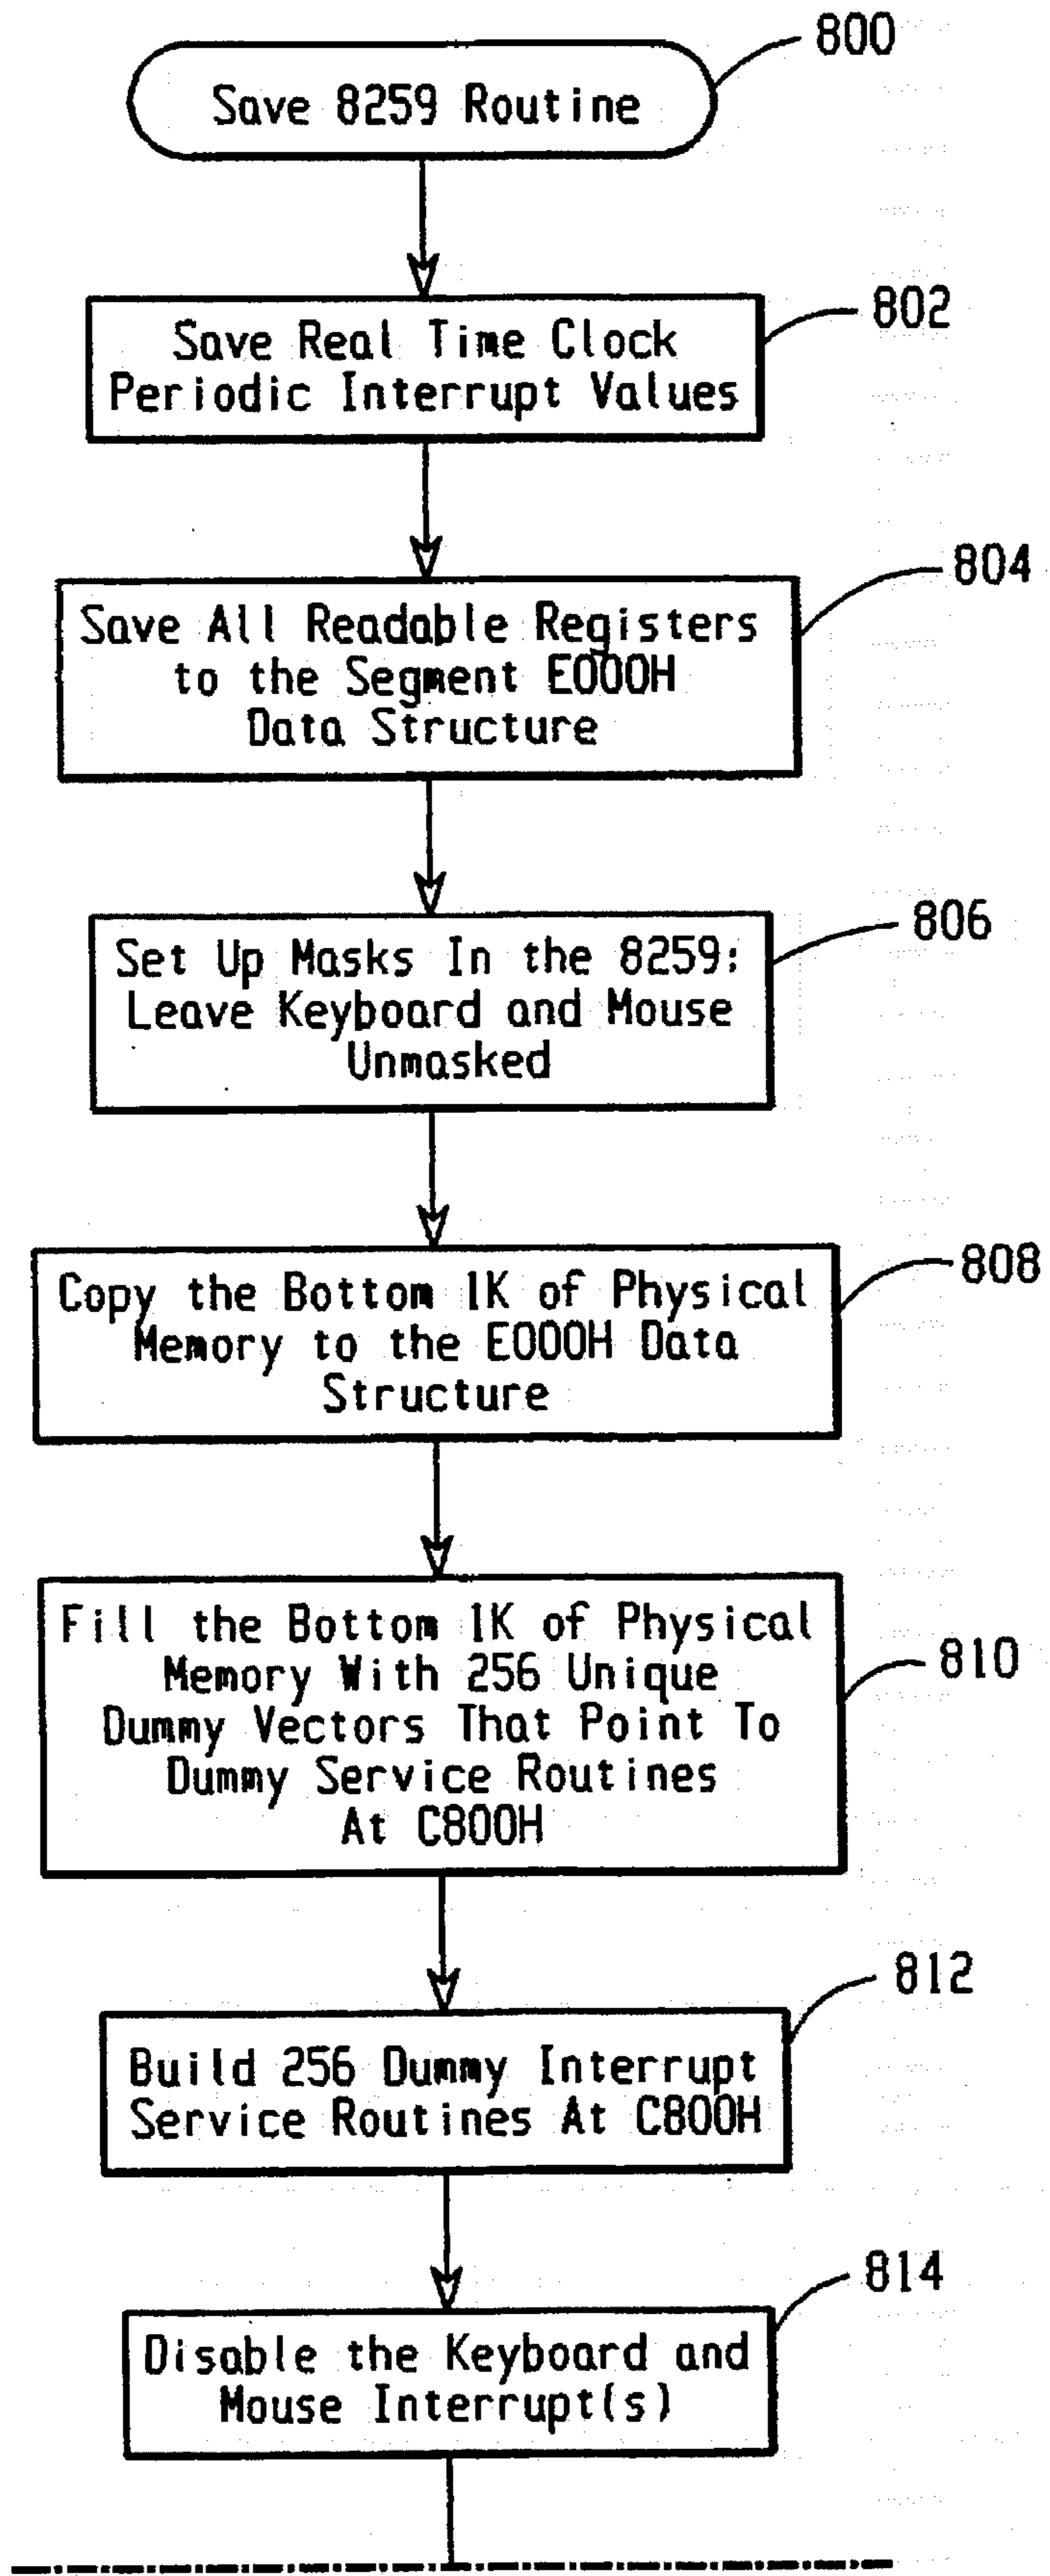 800
Save 8259 Routine
802
Save Real Time Clock
Periodic Interrupt Values
804
Save All Readable Registers
to the Segment E000H
Data Structure
806
Set Up Masks In the 8259:
Leave Keyboard and Mouse
Unmasked
808
Copy the Bottom 1K of Physical
Memory to the E000H Data
Structure
810
Fill the Bottom 1K of Physical
Memory With 256 Unique
Dummy Vectors That Point To
Dummy Service Routines
At C800H
812
Build 256 Dummy Interrupt
Service Routines At C800H
814
Disable the Keyboard and
Mouse Interrupt(s)